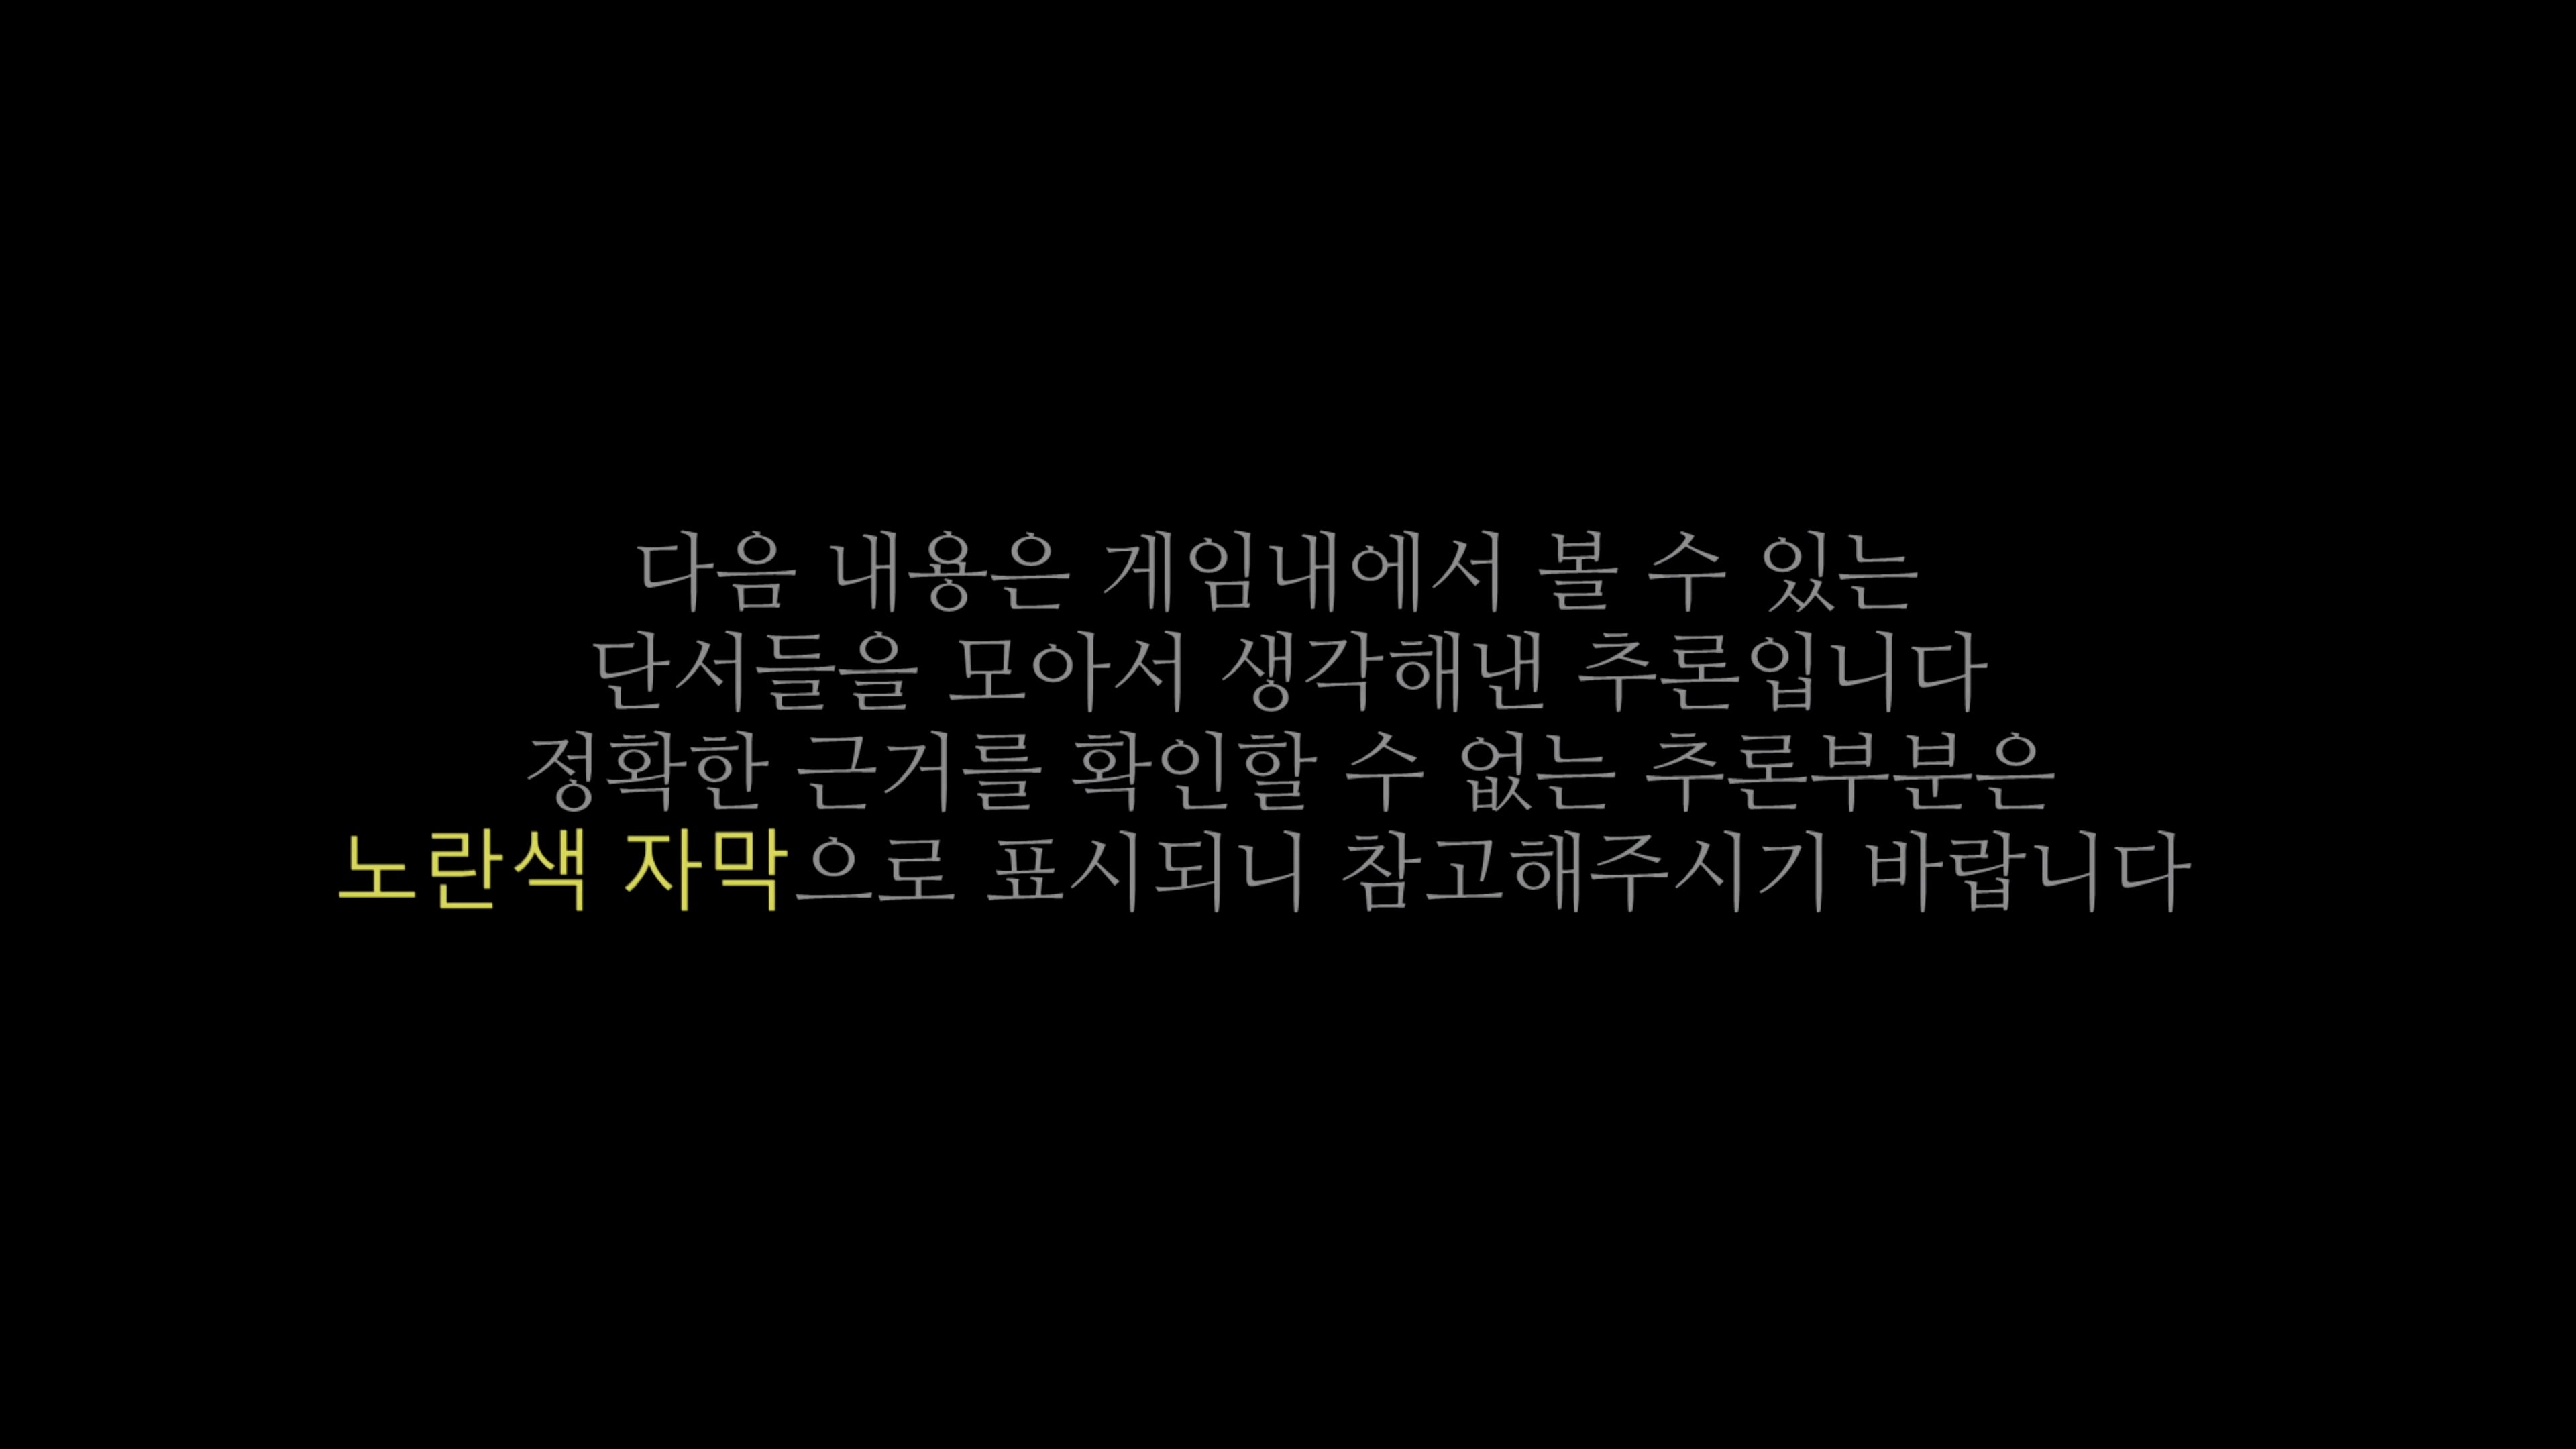 다음 내용은 게임내에서 볼 수 있는
단서들을 모아서 생각해낸 추론입니다
정확한 근거를 확인할 수 없는 추론부분은
노란색 자막으로 표시되니 참고해주시기 바랍니다